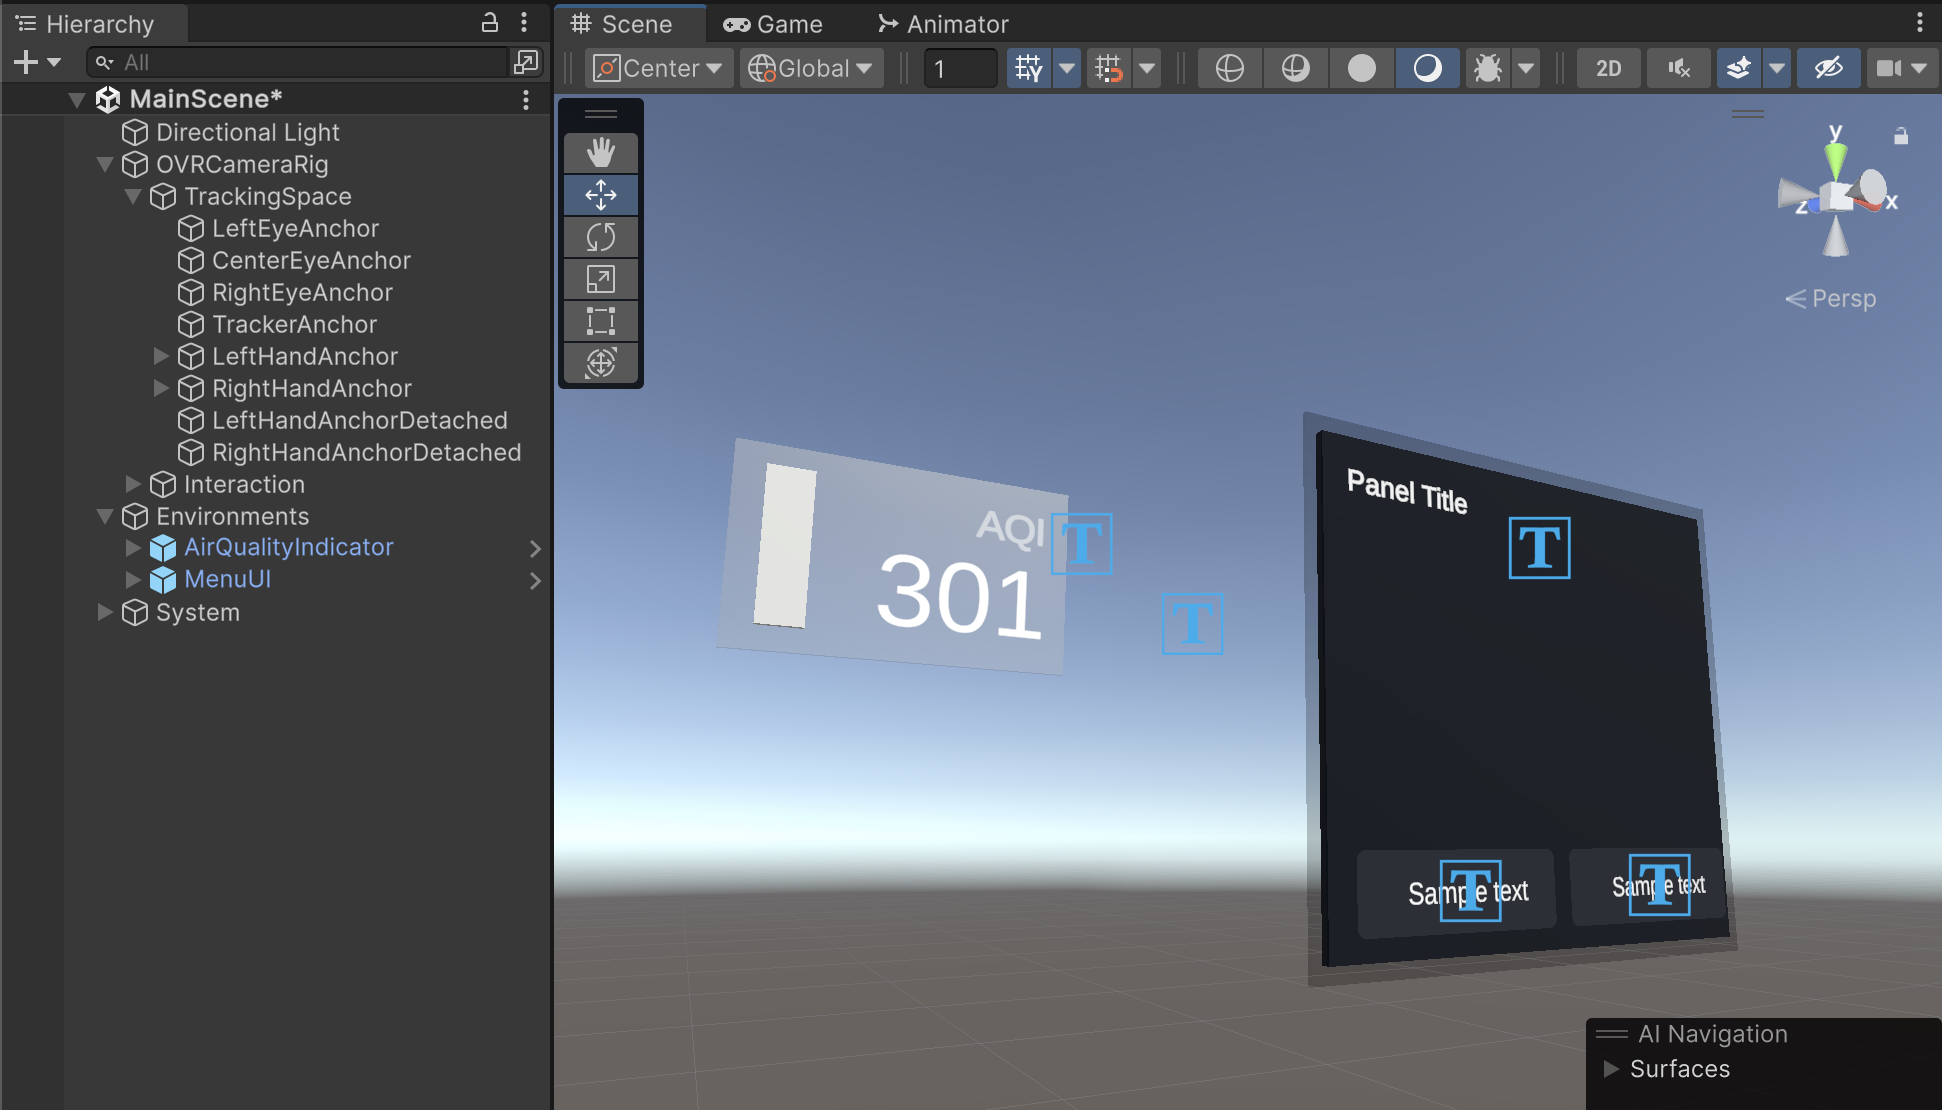 Hierarchy
All
MainScene*
Directional Light
OVRCameraRig
TrackingSpace
LeftEyeAnchor
CenterEyeAnchor
RightEyeAnchor
TrackerAnchor
LeftHandAnchor
RightHandAnchor
LeftHandAnchorDetached
RightHandAnchorDetached
Interaction
Environments
AirQualityIndicator
MenuUI
System
Scene
Game
Animator
Center
Global
1
2D
y
z
x
Persp
AQI
301
T
T
Panel Title
T
Sample text
T
Sample text
T
AI Navigation
Surfaces